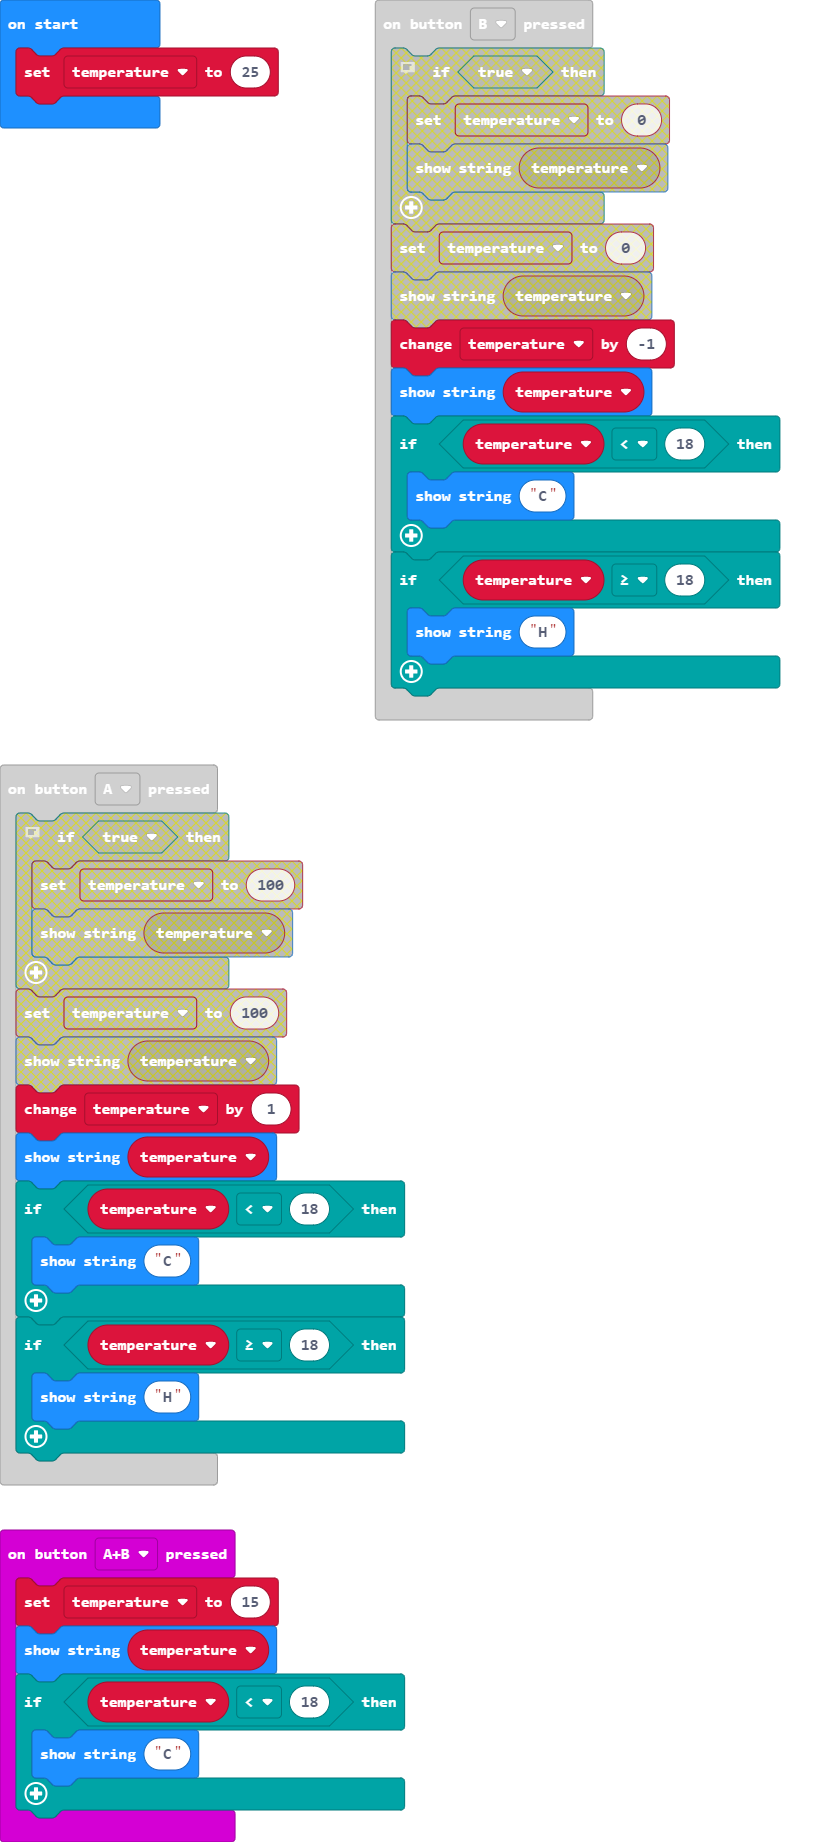 on start
set temperature to 25
on button B pressed
if true then
set temperature to 0
show string temperature
set temperature to 0
show string temperature
change temperature by -1
show string temperature
if temperature < 18 then
show string "C"
if temperature ≥ 18 then
show string "H"
on button A pressed
if true then
set temperature to 100
show string temperature
set temperature to 100
show string temperature
change temperature by 1
show string temperature
if temperature < 18 then
show string "C"
if temperature ≥ 18 then
show string "H"
on button A+B pressed
set temperature to 15
show string temperature
if temperature < 18 then
show string "C"